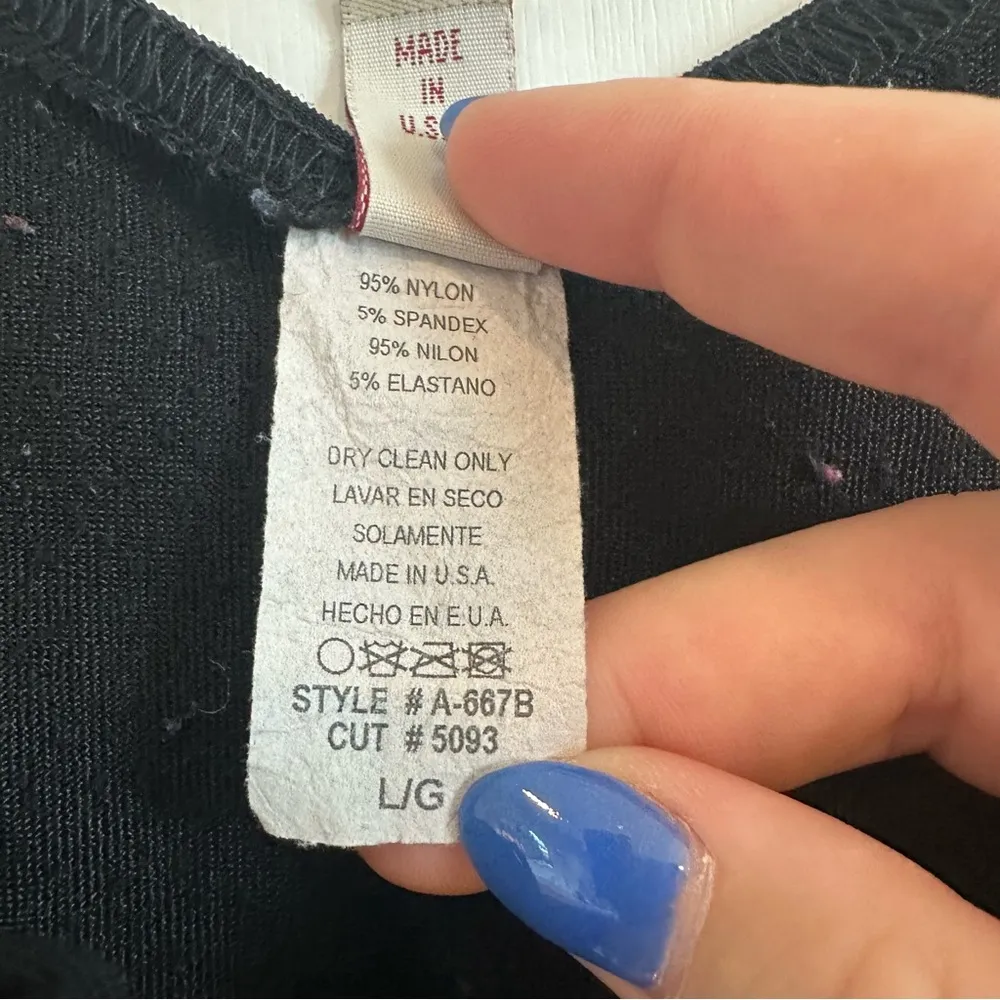 MADE
IN
U.S.
95% NYLON
5% SPANDEX
95% NILON
5% ELASTANO
DRY CLEAN ONLY
LAVAR EN SECO
SOLAMENTE
MADE IN U.S.A.
HECHO EN E.U.A.
STYLE # A-667B
CUT # 5093
L/G